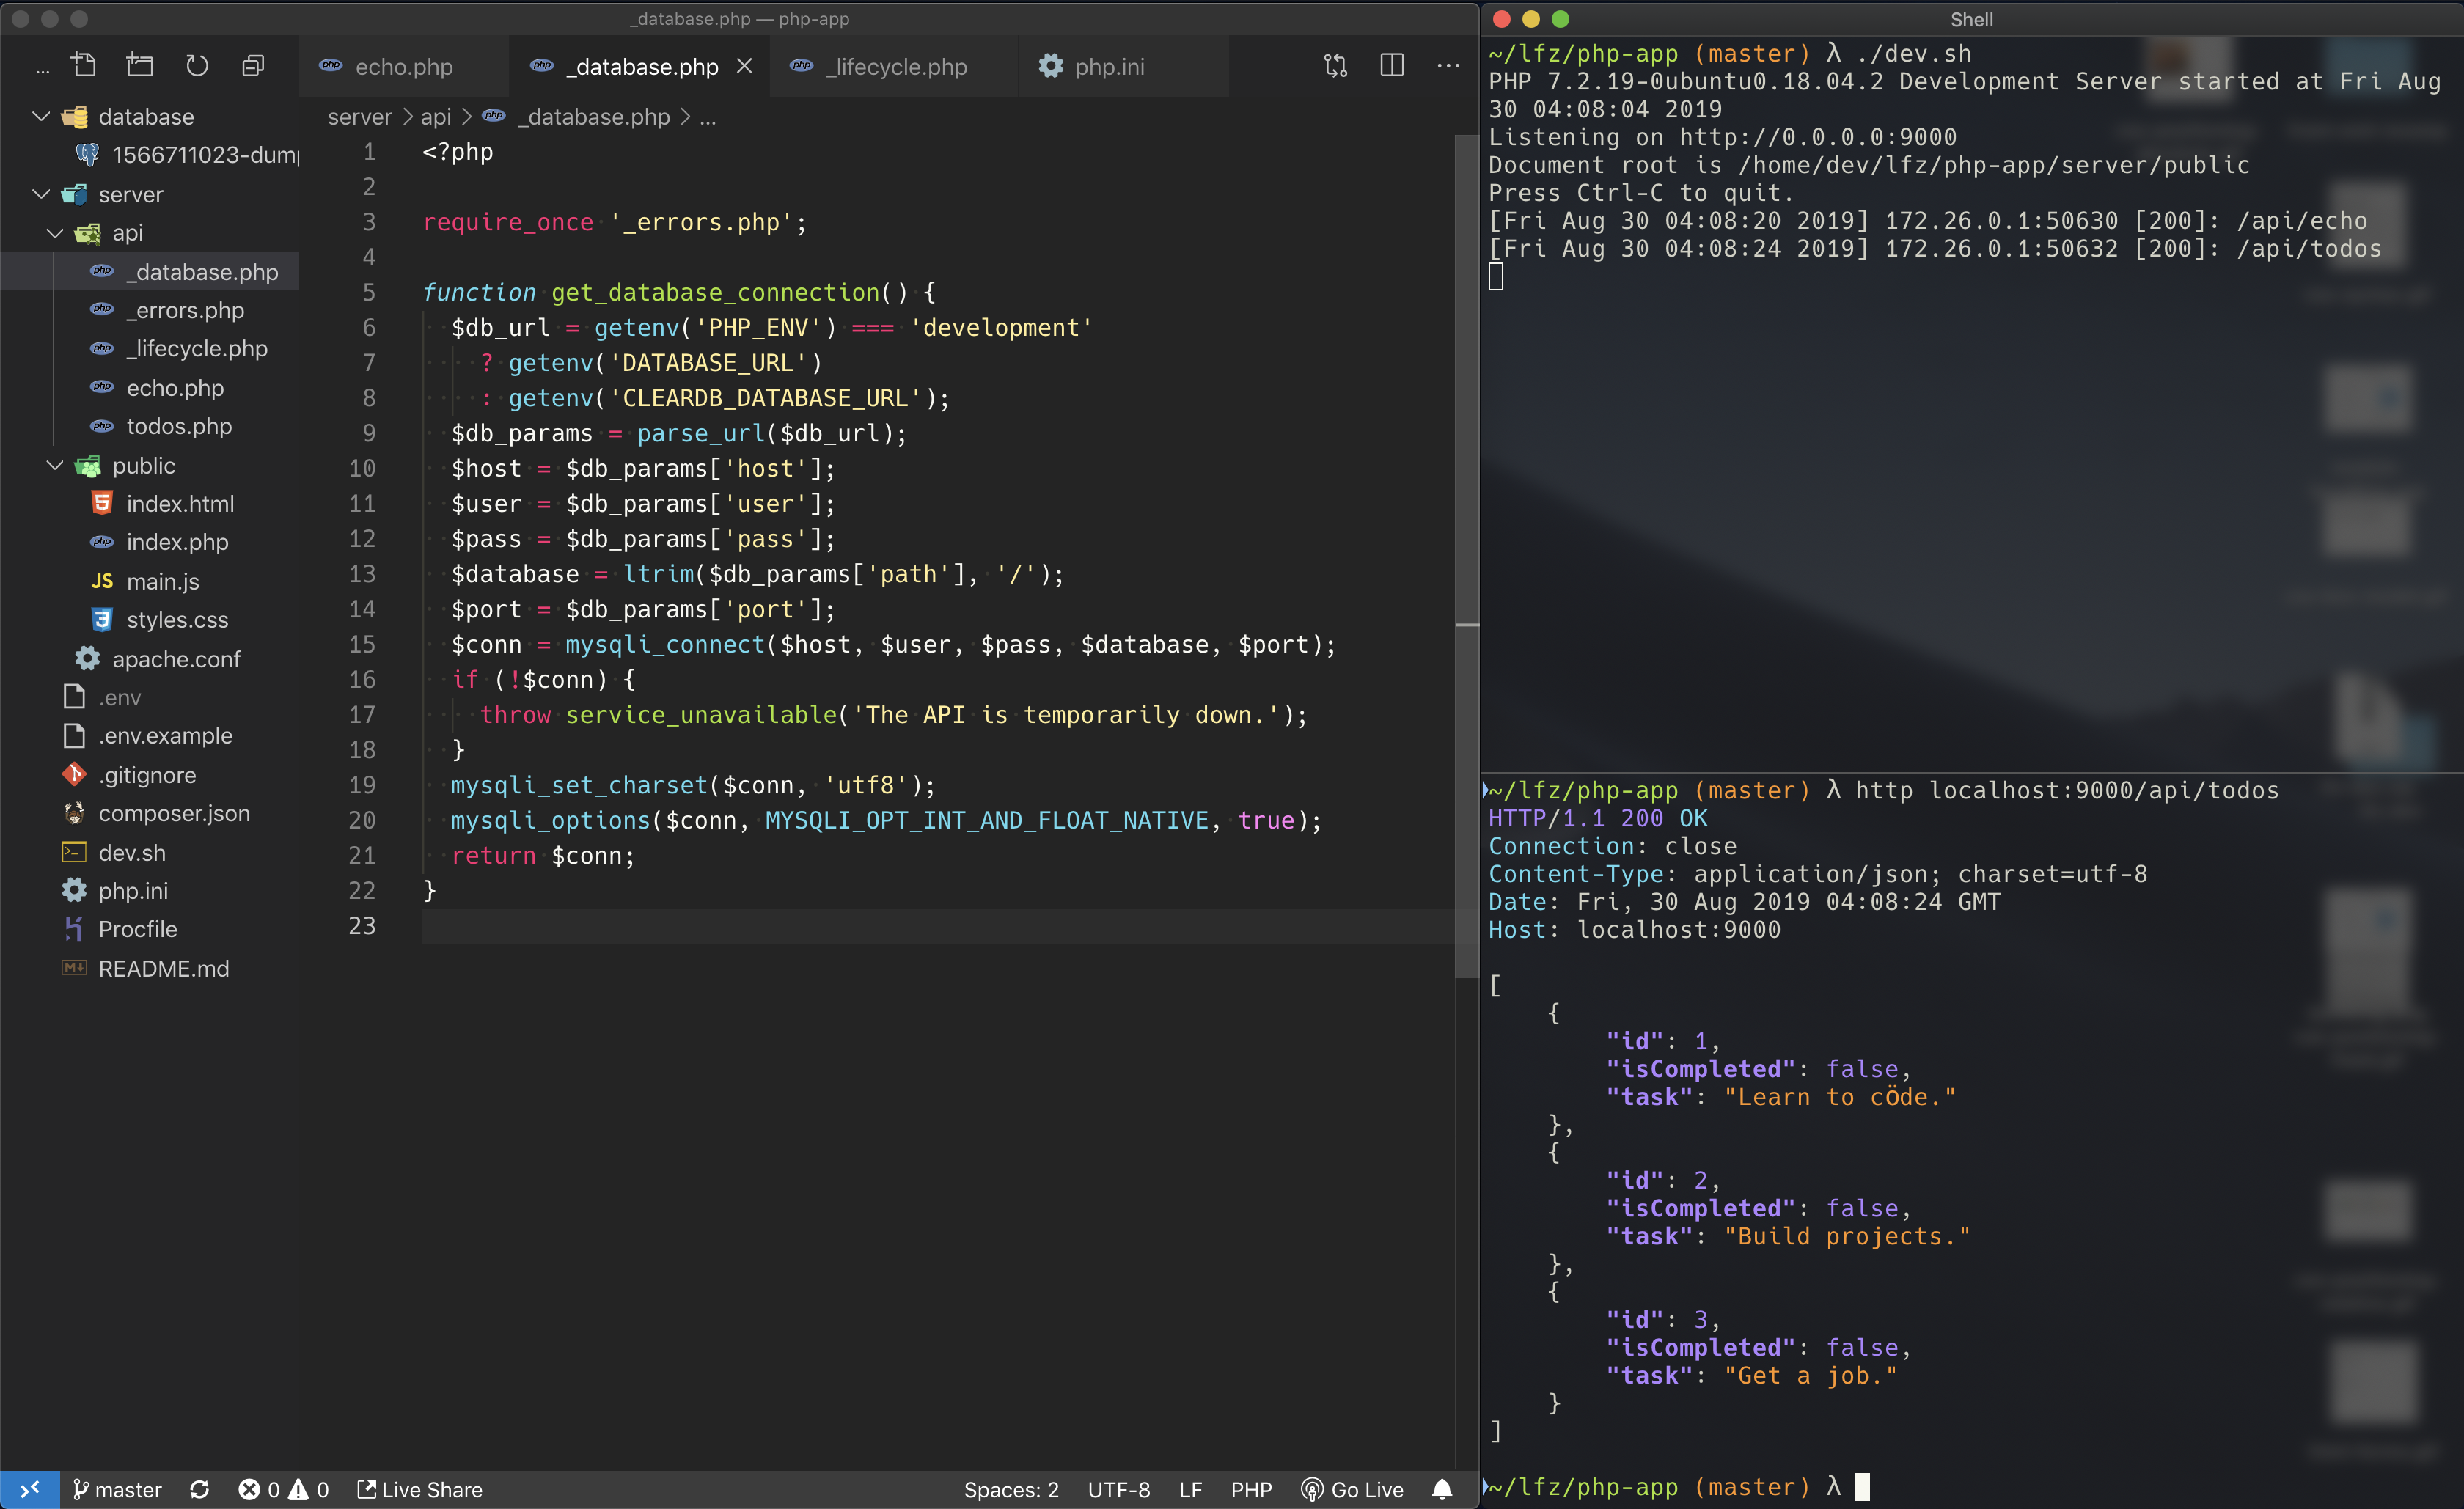 _database.php — php-app
...
echo.php
_database.php
_lifecycle.php
php.ini
server > api > _database.php > ...
database
1566711023-dump
server
api
_database.php
_errors.php
_lifecycle.php
echo.php
todos.php
public
index.html
index.php
JS main.js
styles.css
apache.conf
.env
.env.example
.gitignore
composer.json
dev.sh
php.ini
Procfile
README.md
1 <?php
2
3 require_once '_errors.php';
4
5 function get_database_connection() {
6 $db_url = getenv('PHP_ENV') === 'development'
7 ? getenv('DATABASE_URL')
8 : getenv('CLEARDB_DATABASE_URL');
9 $db_params = parse_url($db_url);
10 $host = $db_params['host'];
11 $user = $db_params['user'];
12 $pass = $db_params['pass'];
13 $database = ltrim($db_params['path'], '/');
14 $port = $db_params['port'];
15 $conn = mysqli_connect($host, $user, $pass, $database, $port);
16 if (!$conn) {
17 throw service_unavailable('The API is temporarily down.');
18 }
19 mysqli_set_charset($conn, 'utf8');
20 mysqli_options($conn, MYSQLI_OPT_INT_AND_FLOAT_NATIVE, true);
21 return $conn;
22 }
23
master 0 0 Live Share Spaces: 2 UTF-8 LF PHP Go Live
Shell
~/lfz/php-app (master) λ ./dev.sh
PHP 7.2.19-0ubuntu0.18.04.2 Development Server started at Fri Aug
30 04:08:04 2019
Listening on http://0.0.0.0:9000
Document root is /home/dev/lfz/php-app/server/public
Press Ctrl-C to quit.
[Fri Aug 30 04:08:20 2019] 172.26.0.1:50630 [200]: /api/echo
[Fri Aug 30 04:08:24 2019] 172.26.0.1:50632 [200]: /api/todos
~/lfz/php-app (master) λ http localhost:9000/api/todos
HTTP/1.1 200 OK
Connection: close
Content-Type: application/json; charset=utf-8
Date: Fri, 30 Aug 2019 04:08:24 GMT
Host: localhost:9000
[
{
"id": 1,
"isCompleted": false,
"task": "Learn to cÖde."
},
{
"id": 2,
"isCompleted": false,
"task": "Build projects."
},
{
"id": 3,
"isCompleted": false,
"task": "Get a job."
}
]
~/lfz/php-app (master) λ